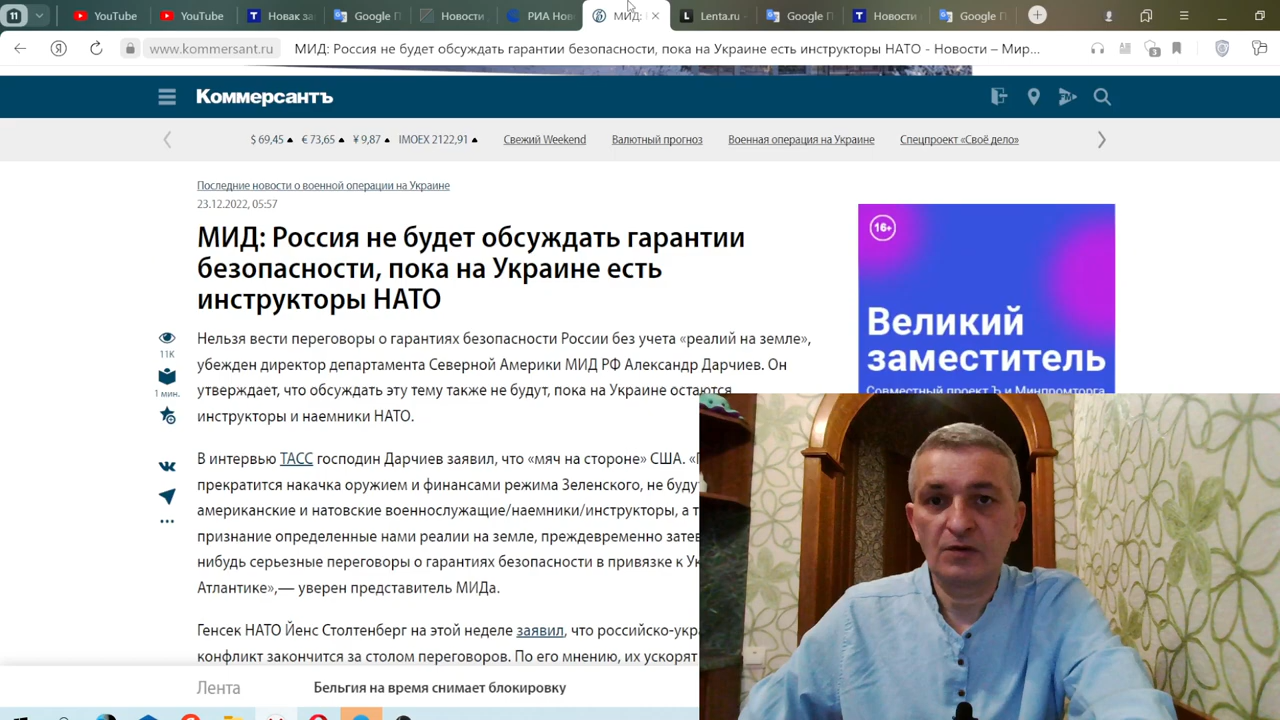 11
YouTube
YouTube
Новак за
Google П
Новости
РИА Нов
МИД:
Lenta.ru -
Google П
Новости
Google П
www.kommersant.ru
МИД: Россия не будет обсуждать гарантии безопасности, пока на Украине есть инструкторы НАТО - Новости – Мир...
3
Коммерсантъ
FM
$ 69,45 ▲ € 73,65 ▲ ¥ 9,87 ▲ IMOEX 2122,91 ▲
Свежий Weekend
Валютный прогноз
Военная операция на Украине
Спецпроект «Своё дело»
Последние новости о военной операции на Украине
23.12.2022, 05:57
МИД: Россия не будет обсуждать гарантии
безопасности, пока на Украине есть
инструкторы НАТО
11K
1 мин.
Нельзя вести переговоры о гарантиях безопасности России без учета «реалий на земле»,
убежден директор департамента Северной Америки МИД РФ Александр Дарчиев. Он
утверждает, что обсуждать эту тему также не будут, пока на Украине остаются
инструкторы и наемники НАТО.
В интервью ТАСС господин Дарчиев заявил, что «мяч на стороне» США. «
прекратится накачка оружием и финансами режима Зеленского, не буду
американские и натовские военнослужащие/наемники/инструкторы, а т
признание определенные нами реалии на земле, преждевременно затев
нибудь серьезные переговоры о гарантиях безопасности в привязке к Ук
Атлантике»,— уверен представитель МИДа.
Генсек НАТО Йенс Столтенберг на этой неделе заявил, что российско-укра
конфликт закончится за столом переговоров. По его мнению, их ускорят
16+
Великий
заместитель
Совместный проект Ъ и Минпромторга
Лента
Бельгия на время снимает блокировку